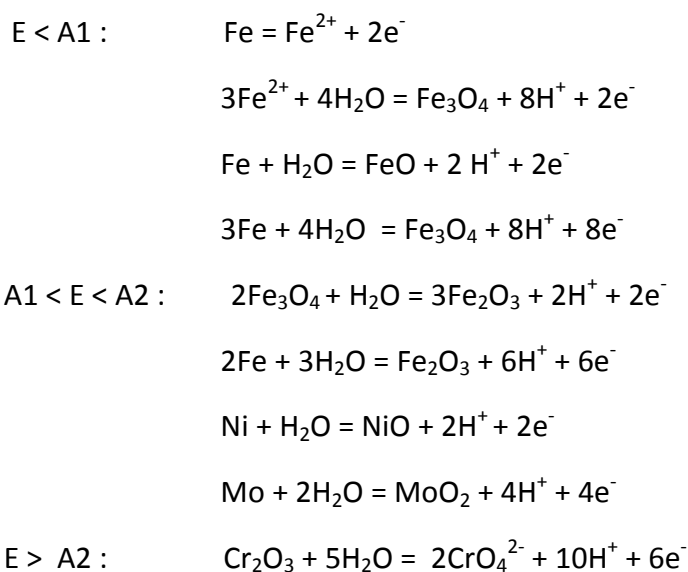 E < A1 : Fe = Fe²⁺ + 2e⁻
3Fe²⁺ + 4H₂O = Fe₃O₄ + 8H⁺ + 2e⁻
Fe + H₂O = FeO + 2 H⁺ + 2e⁻
3Fe + 4H₂O = Fe₃O₄ + 8H⁺ + 8e⁻
A1 < E < A2 : 2Fe₃O₄ + H₂O = 3Fe₂O₃ + 2H⁺ + 2e⁻
2Fe + 3H₂O = Fe₂O₃ + 6H⁺ + 6e⁻
Ni + H₂O = NiO + 2H⁺ + 2e⁻
Mo + 2H₂O = MoO₂ + 4H⁺ + 4e⁻
E > A2 : Cr₂O₃ + 5H₂O = 2CrO₄²⁻ + 10H⁺ + 6e⁻